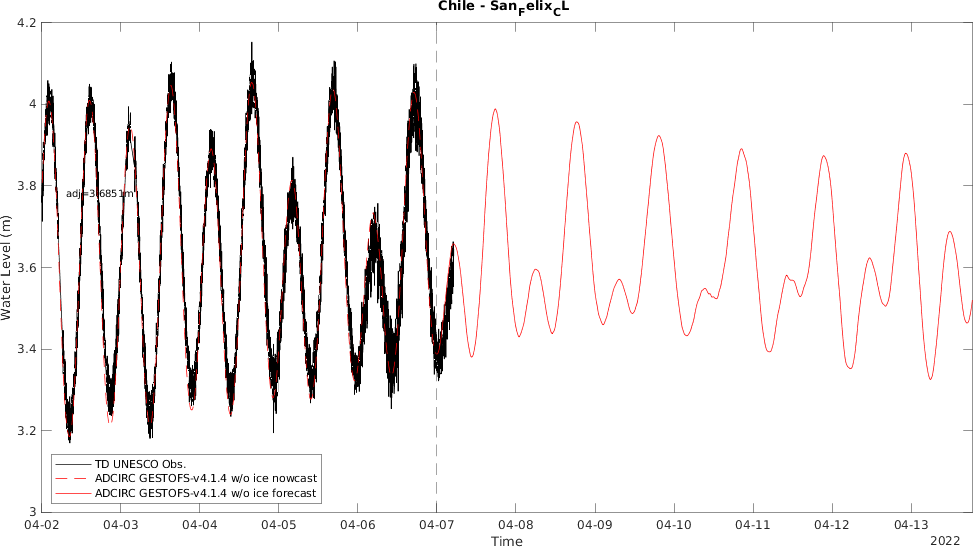 Chile - SanFelixCL
4.2
4
3.8
3.6
3.4
3.2
3
Water Level (m)
adj=3.6851m
TD UNESCO Obs.
ADCIRC GESTOFS-v4.1.4 w/o ice nowcast
ADCIRC GESTOFS-v4.1.4 w/o ice forecast
04-02 04-03 04-04 04-05 04-06 04-07 04-08 04-09 04-10 04-11 04-12 04-13
Time
2022